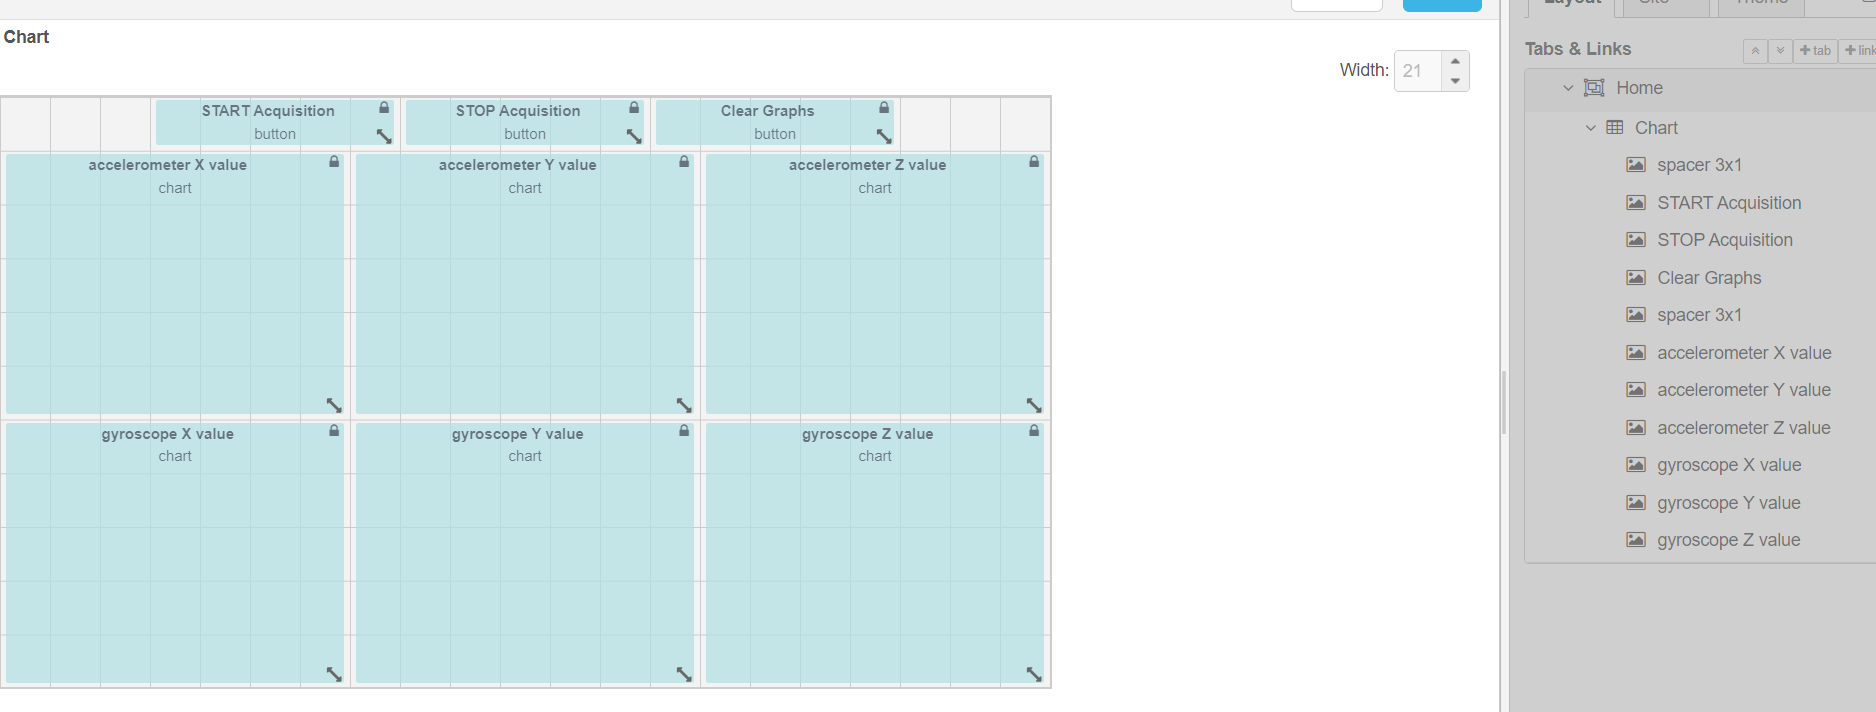 Layout
Site
Theme
Chart
Width: 21
START Acquisition
button
STOP Acquisition
button
Clear Graphs
button
accelerometer X value
chart
accelerometer Y value
chart
accelerometer Z value
chart
gyroscope X value
chart
gyroscope Y value
chart
gyroscope Z value
chart
Tabs & Links
+tab
+link
Home
Chart
spacer 3x1
START Acquisition
STOP Acquisition
Clear Graphs
spacer 3x1
accelerometer X value
accelerometer Y value
accelerometer Z value
gyroscope X value
gyroscope Y value
gyroscope Z value